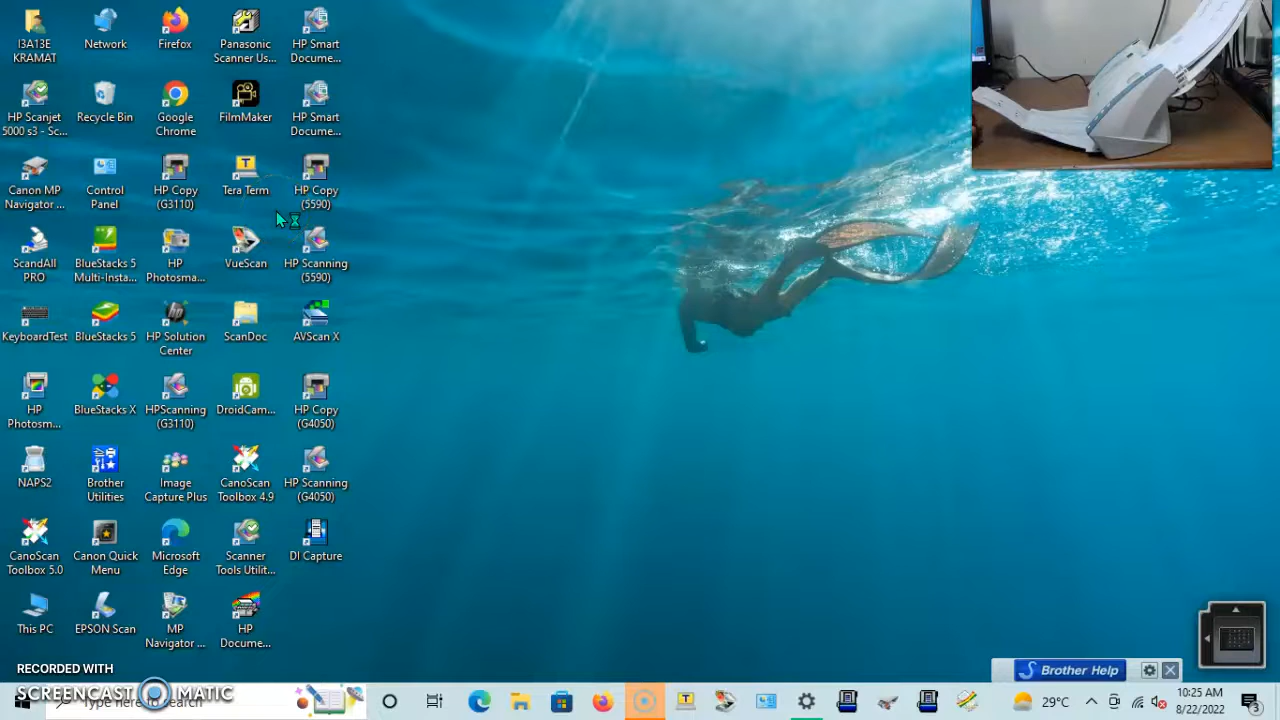 I3A13E
KRAMAT
Network
Firefox
Panasonic
Scanner Us...
HP Smart
Docume...
HP Scanjet
5000 s3 - Sc...
Recycle Bin
Google
Chrome
FilmMaker
HP Smart
Docume...
Canon MP
Navigator ...
Control
Panel
HP Copy
(G3110)
Tera Term
HP Copy
(5590)
ScandAll
PRO
BlueStacks 5
Multi-Insta...
HP
Photosma...
VueScan
HP Scanning
(5590)
KeyboardTest
BlueStacks 5
HP Solution
Center
ScanDoc
AVScan X
HP
Photosm...
BlueStacks X
HPScanning
(G3110)
DroidCam...
HP Copy
(G4050)
NAPS2
Brother
Utilities
Image
Capture Plus
CanoScan
Toolbox 4.9
HP Scanning
(G4050)
CanoScan
Toolbox 5.0
Canon Quick
Menu
Microsoft
Edge
Scanner
Tools Utilit...
DI Capture
This PC
EPSON Scan
MP
Navigator ...
HP
Docume...
RECORDED WITH
SCREENCAST MATIC
Brother Help
Type here to search
29°C
10:25 AM
8/22/2022
3